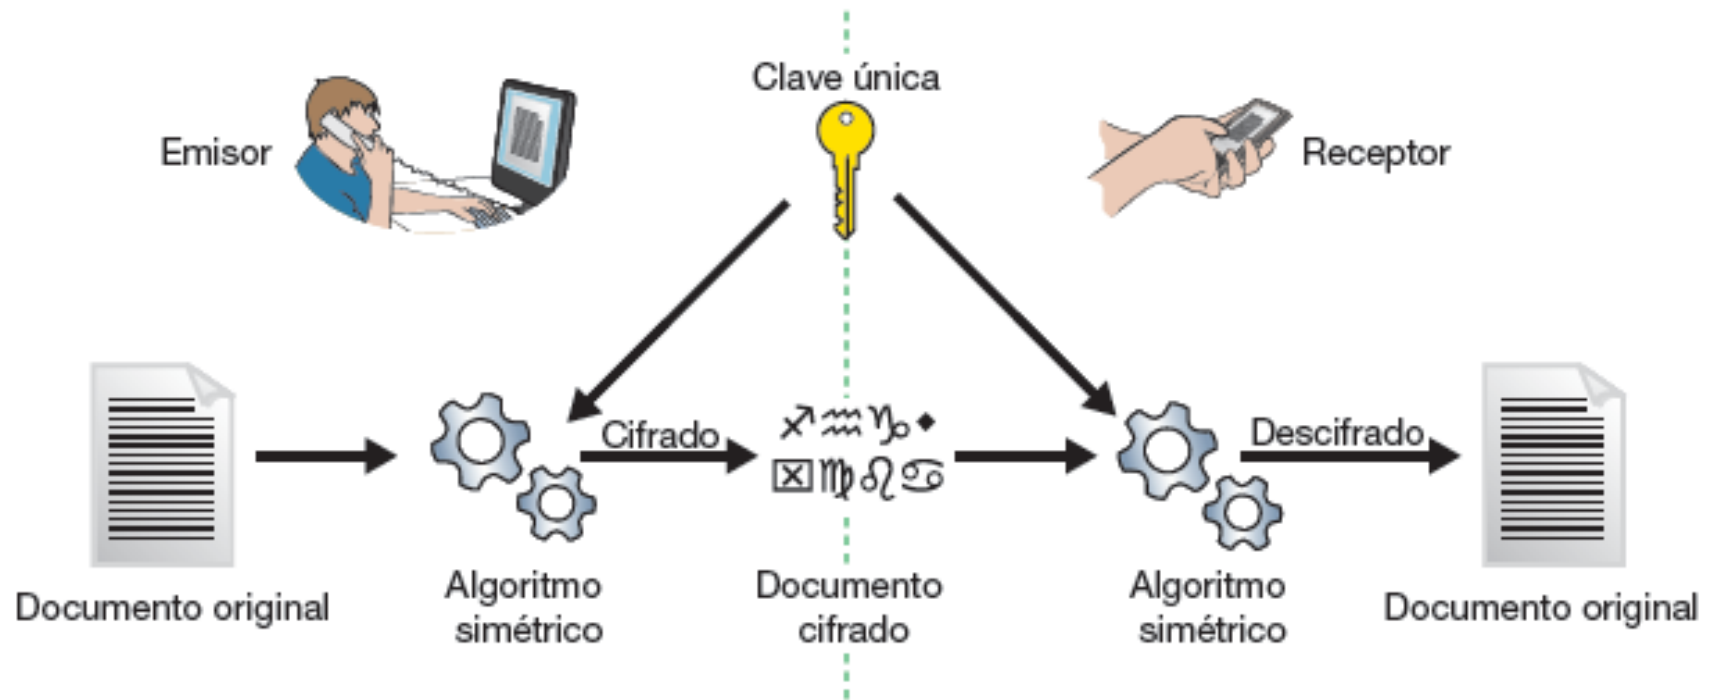 Clave única
Emisor
Receptor
Cifrado
Descifrado
Documento original
Algoritmo
simétrico
Documento
cifrado
Algoritmo
simétrico
Documento original